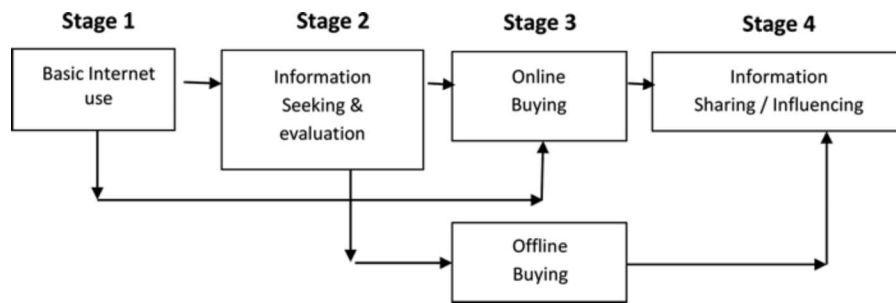 Stage 1
Stage 2
Stage 3
Stage 4
Basic Internet
use
Information
Seeking &
evaluation
Online
Buying
Information
Sharing / Influencing
Offline
Buying